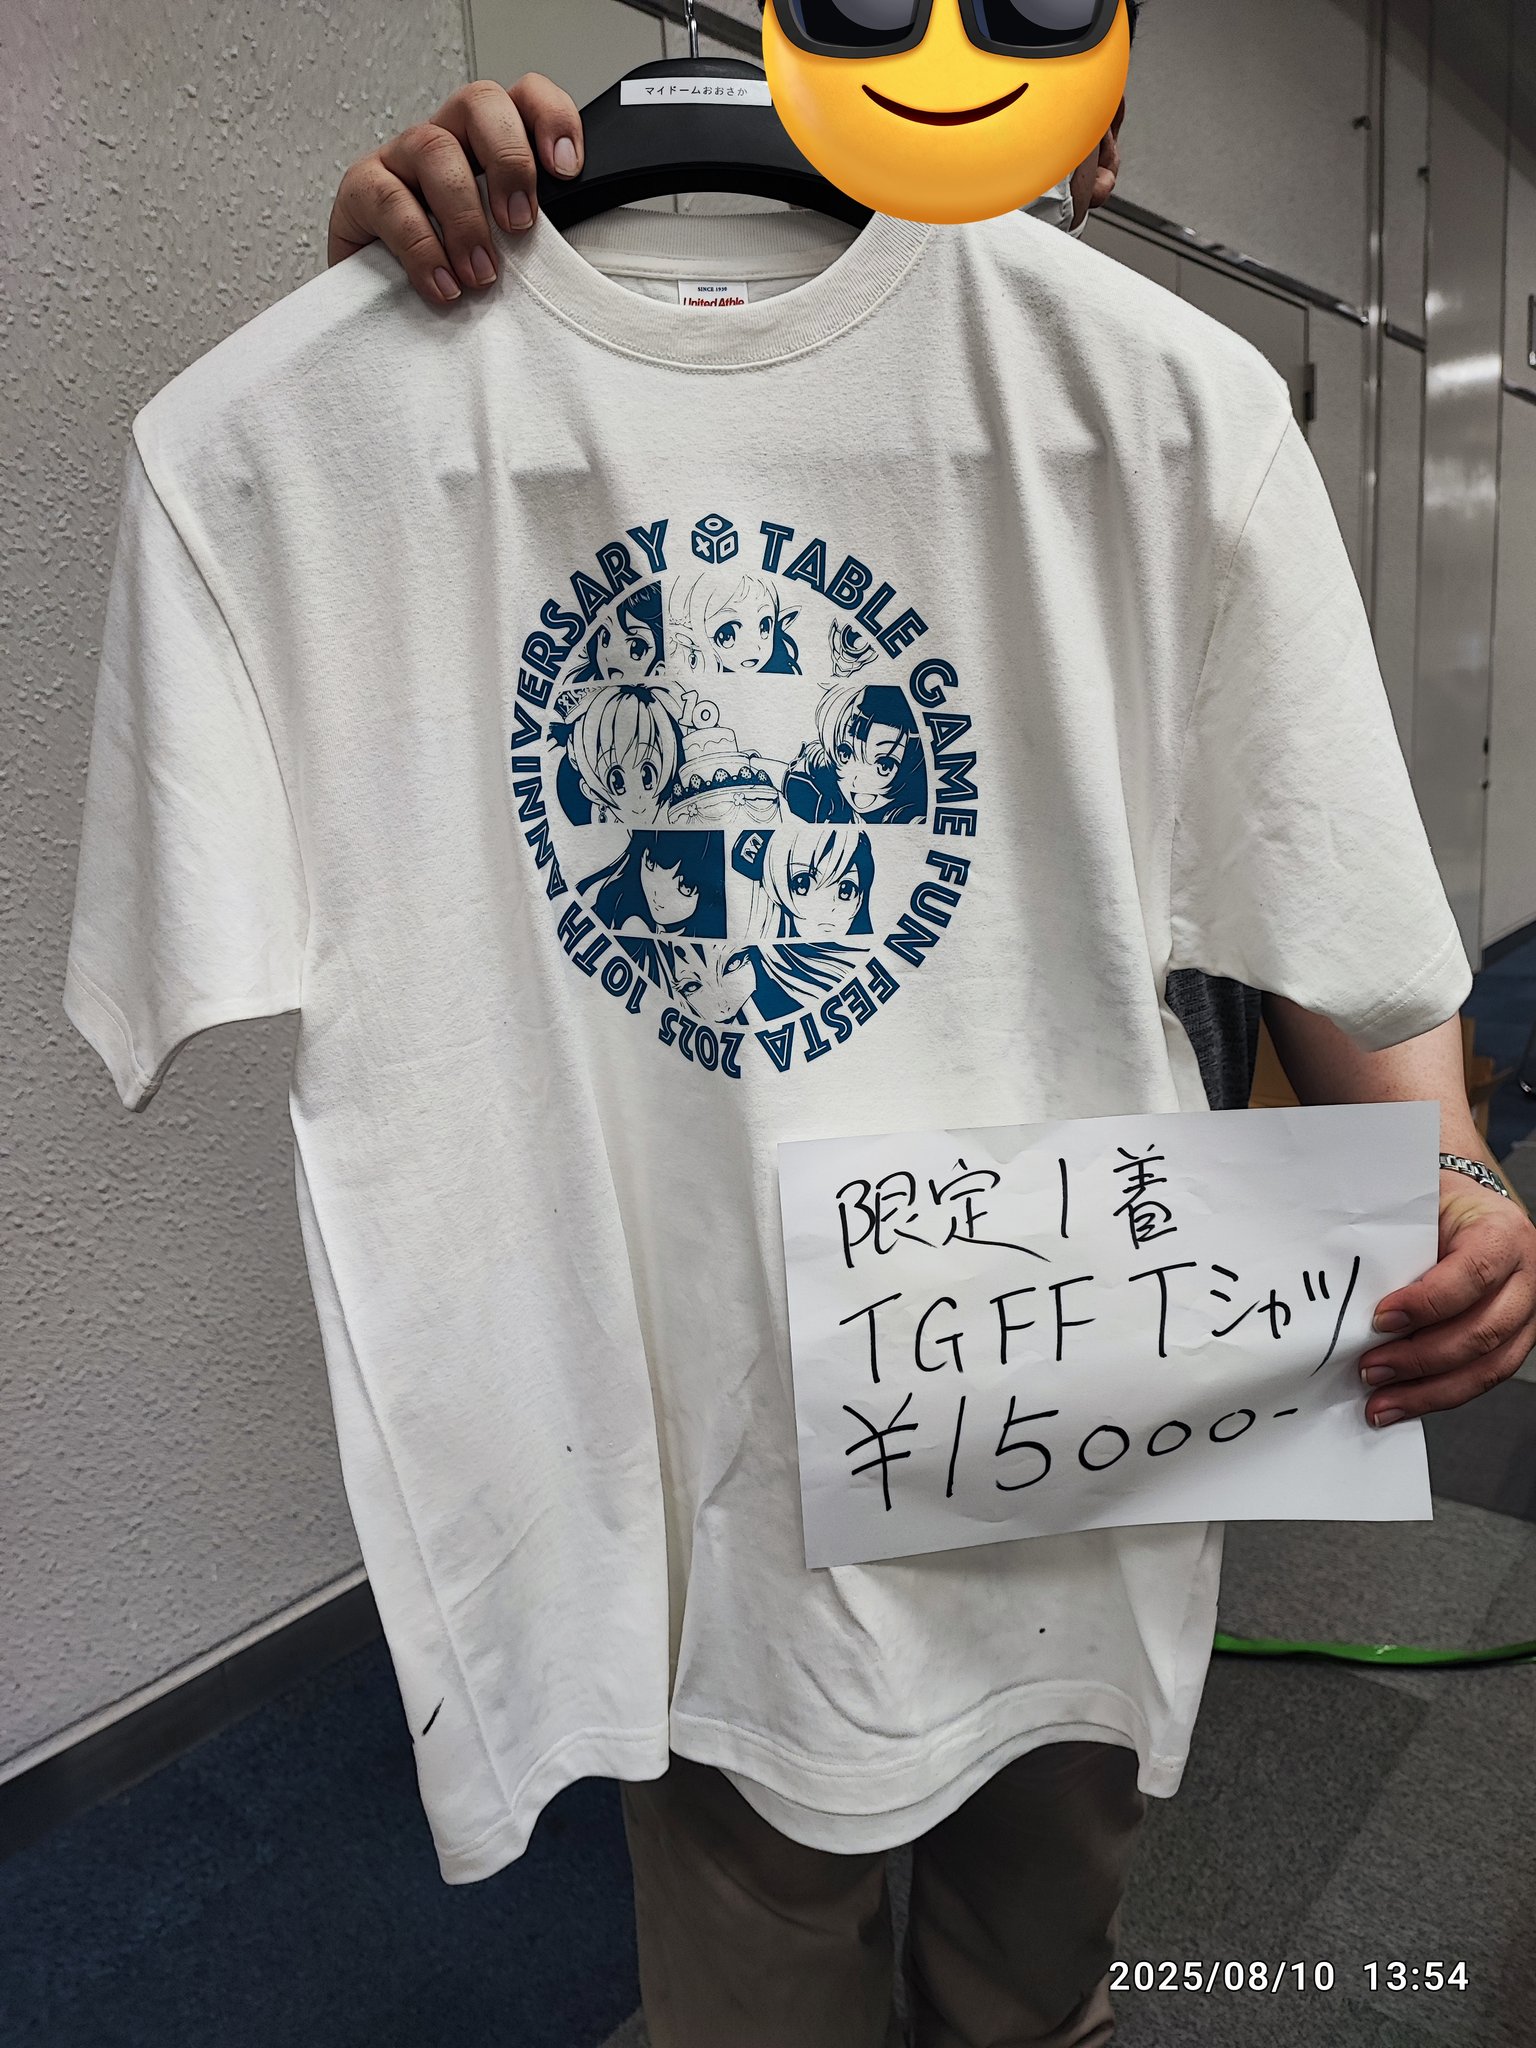 マイドームおおさか
SINCE 1950
United Athle
TABLE GAME FUN FESTA 2025 10TH ANNIVERSARY
10
M
限定1着
TGFF Tシャツ
¥15000-
2025/08/10 13:54